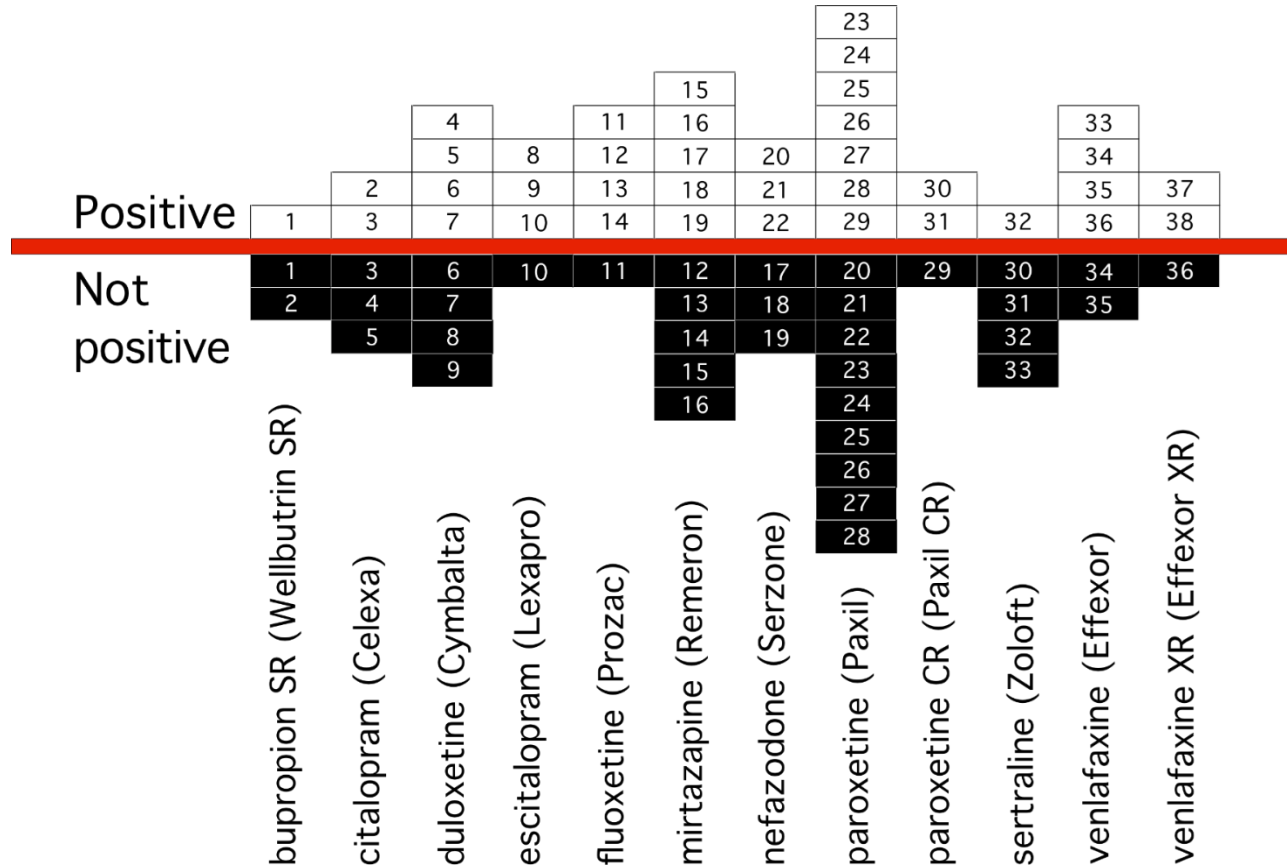 23
24
15 25
4 11 16 26 33
5 8 12 17 20 27 34
2 6 9 13 18 21 28 30 35 37
Positive 1 3 7 10 14 19 22 29 31 32 36 38
Not 1 3 6 10 11 12 17 20 29 30 34 36
2 4 7 13 18 21 31 35
positive 5 8 14 19 22 32
9 15 23 33
16 24
25
26
27
28
bupropion SR (Wellbutrin SR)
citalopram (Celexa)
duloxetine (Cymbalta)
escitalopram (Lexapro)
fluoxetine (Prozac)
mirtazapine (Remeron)
nefazodone (Serzone)
paroxetine (Paxil)
paroxetine CR (Paxil CR)
sertraline (Zoloft)
venlafaxine (Effexor)
venlafaxine XR (Effexor XR)